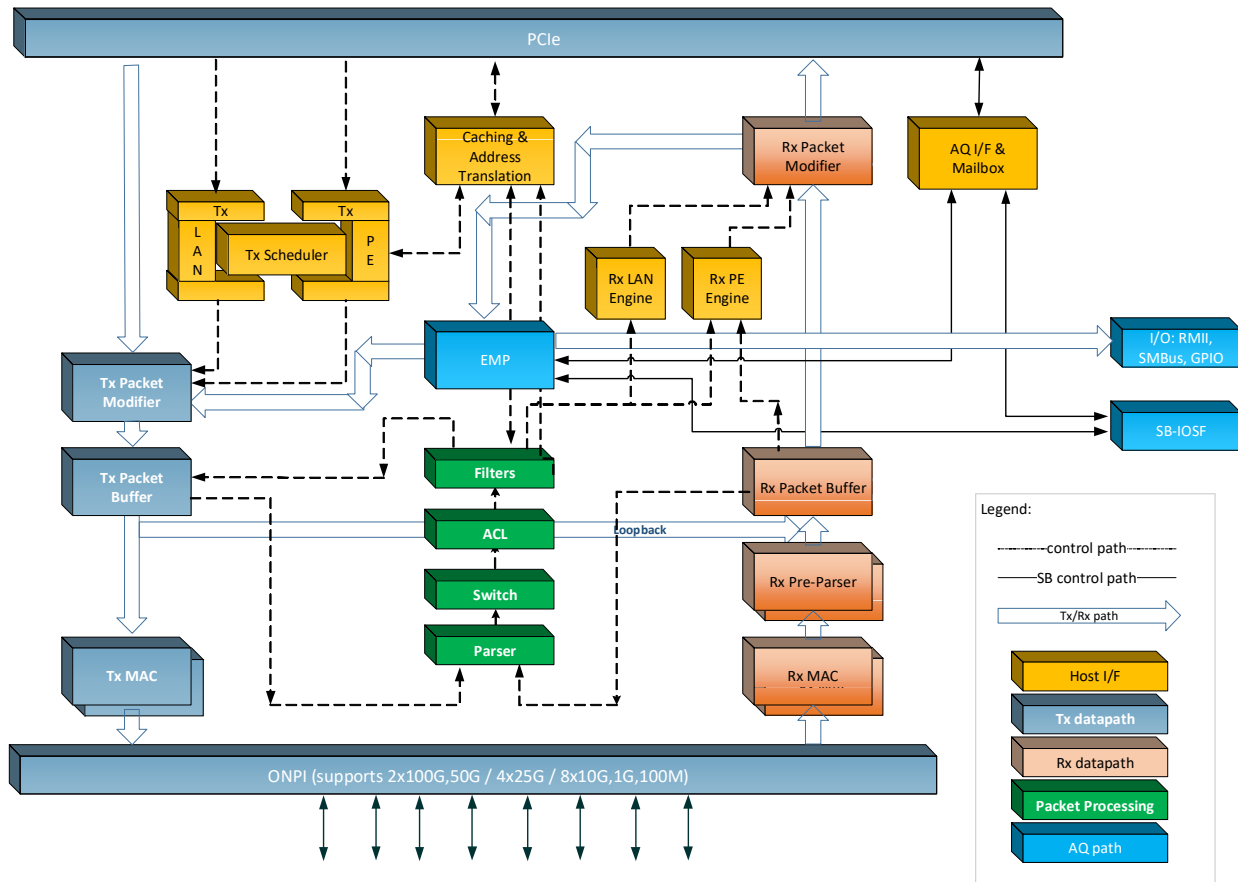 PCIe
Caching &
Address
Translation
Rx Packet
Modifier
AQ I/F &
Mailbox
Tx
Tx
L
A
N
Tx Scheduler
P
E
Rx LAN
Engine
Rx PE
Engine
EMP
I/O: RMII,
SMBus, GPIO
Tx Packet
Modifier
SB-IOSF
Tx Packet
Buffer
Filters
Rx Packet Buffer
ACL
Loopback
Rx Pre-Parser
Switch
Parser
Tx MAC
Rx MAC
ONPI (supports 2x100G,50G / 4x25G / 8x10G,1G,100M)
Legend:
control path
SB control path
Tx/Rx path
Host I/F
Tx datapath
Rx datapath
Packet Processing
AQ path